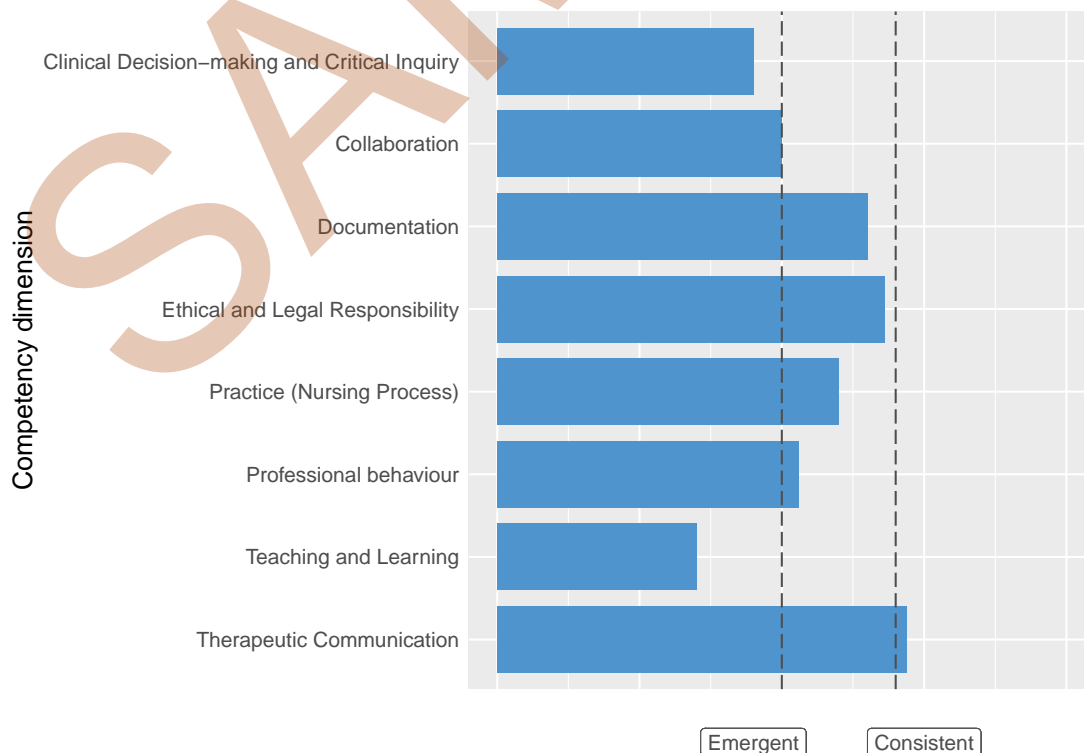 Clinical Decision−making and Critical Inquiry
Collaboration
Documentation
Ethical and Legal Responsibility
Practice (Nursing Process)
Professional behaviour
Teaching and Learning
Therapeutic Communication
Competency dimension
Emergent
Consistent